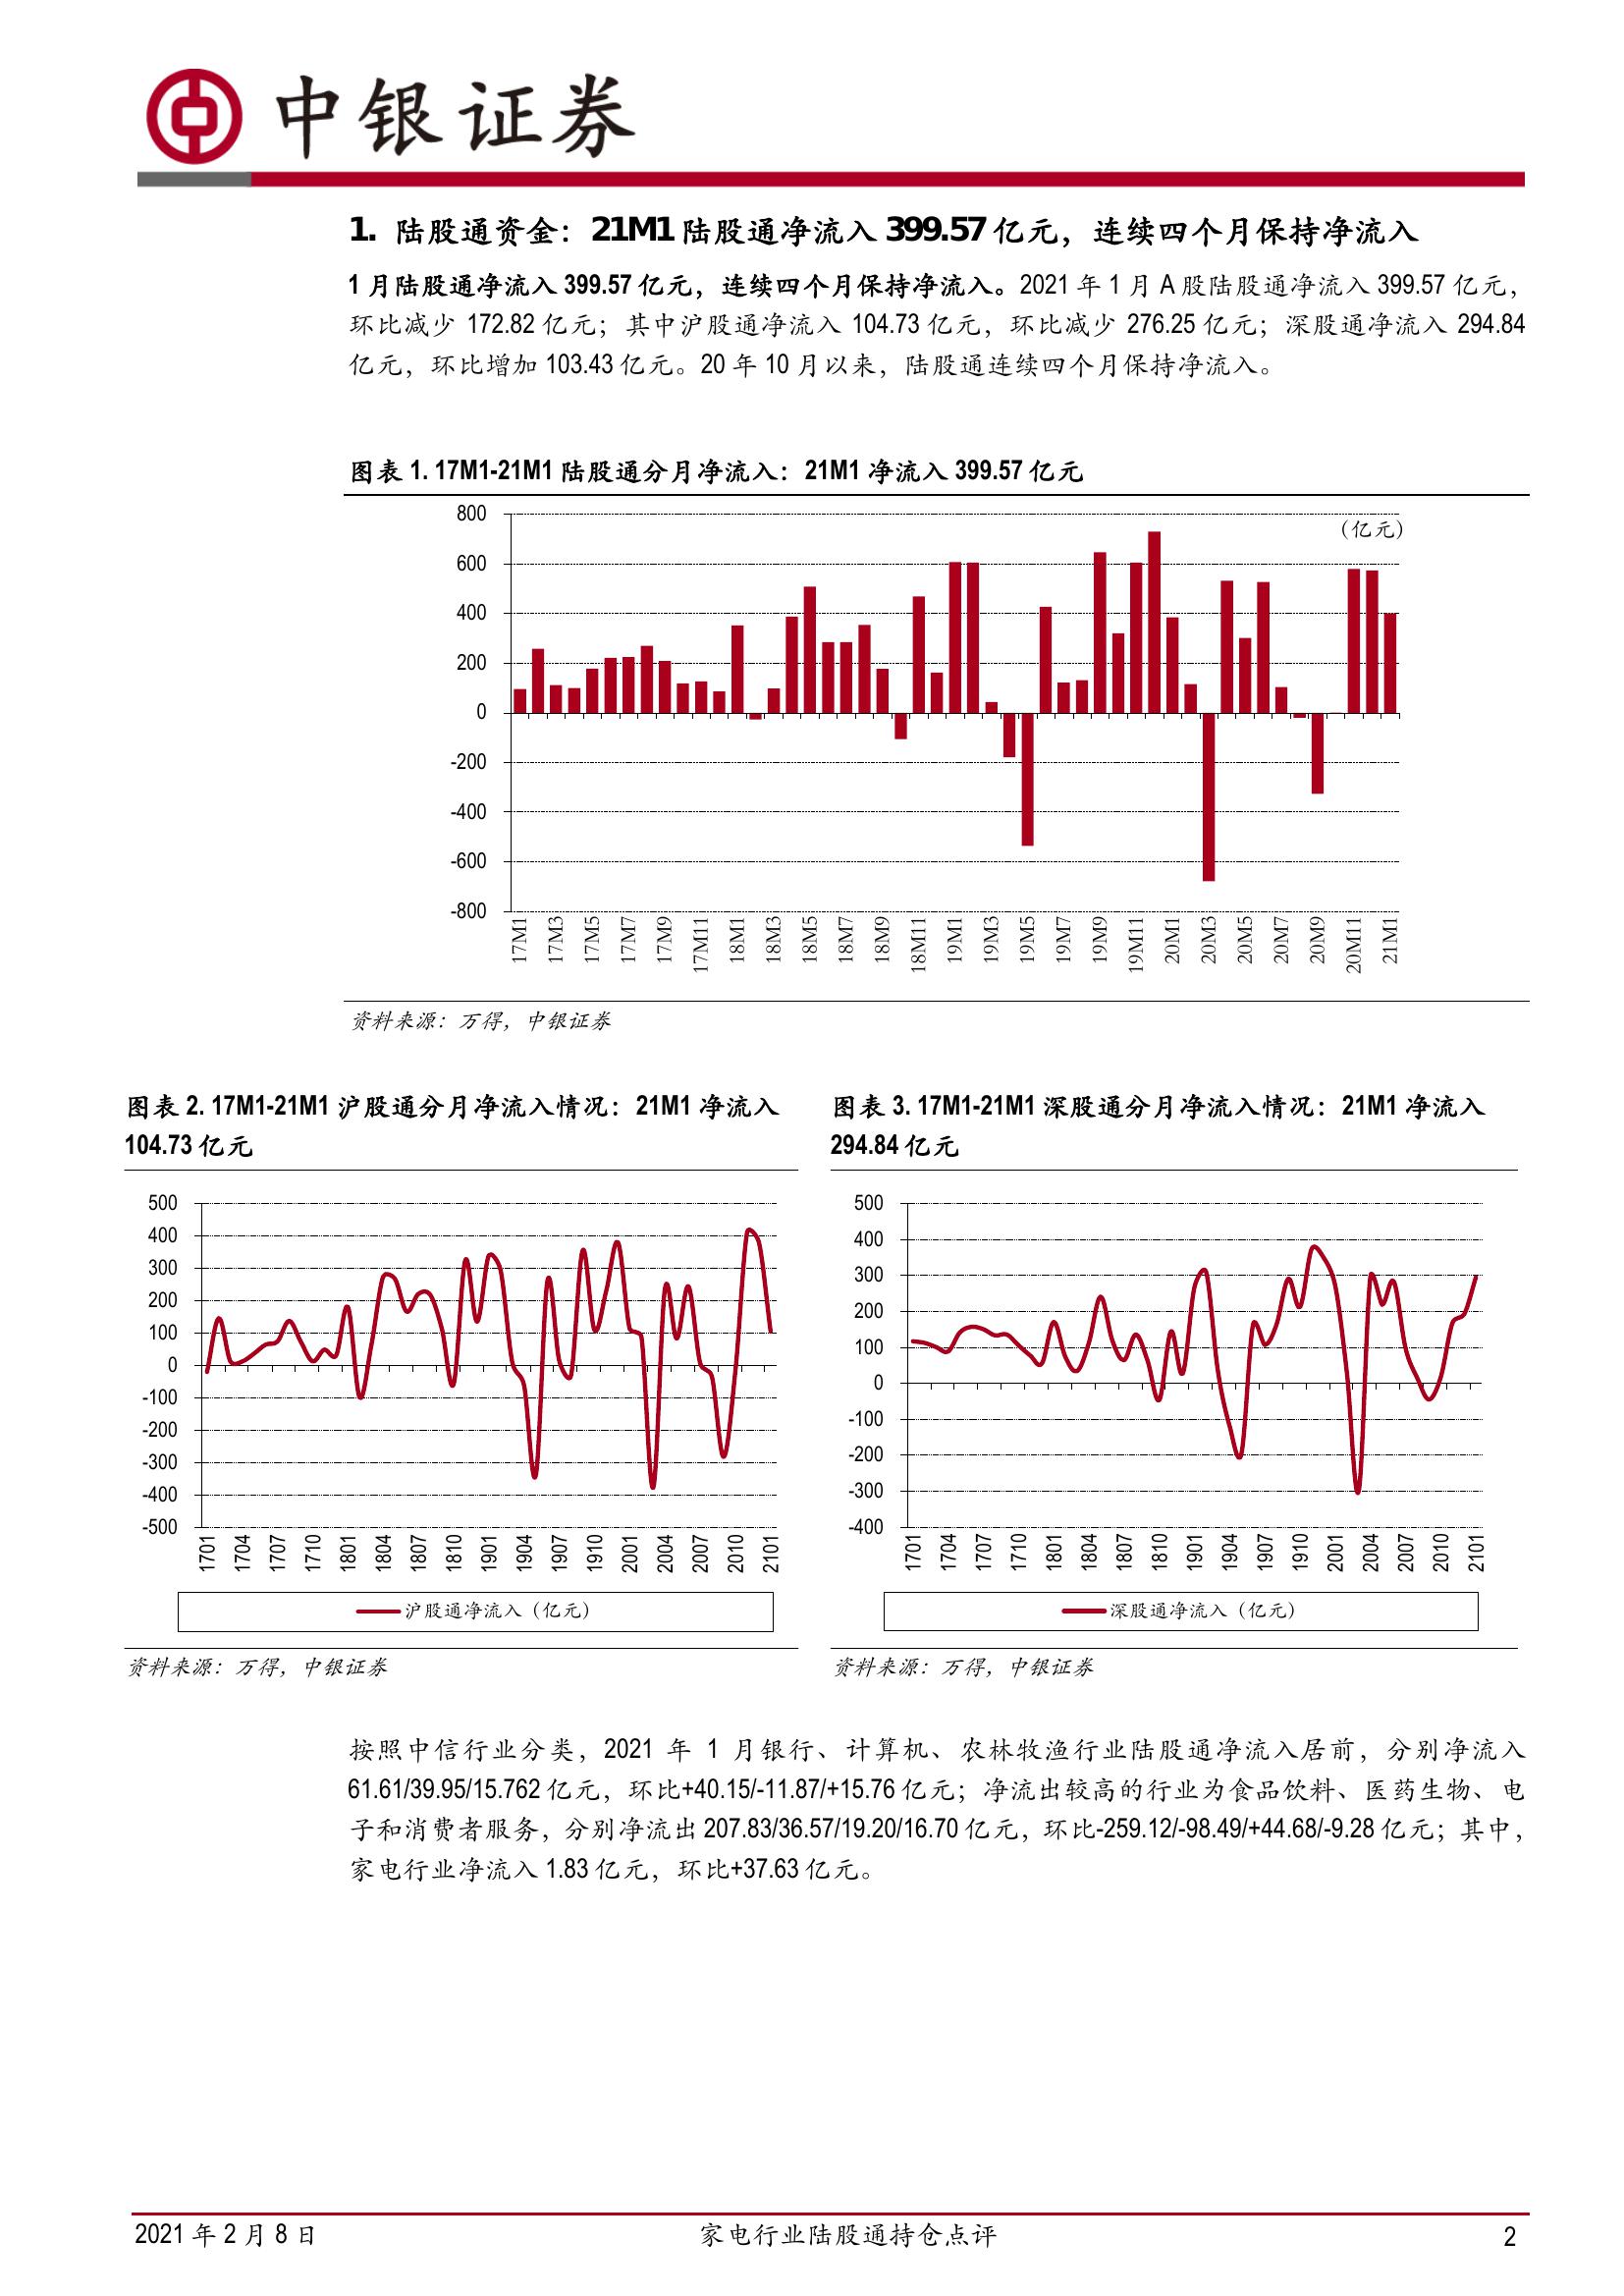 中银证券
1. 陆股通资金：21M1 陆股通净流入 399.57 亿元，连续四个月保持净流入
1 月陆股通净流入 399.57 亿元，连续四个月保持净流入。2021 年 1 月 A 股陆股通净流入 399.57 亿元，
环比减少 172.82 亿元；其中沪股通净流入 104.73 亿元，环比减少 276.25 亿元；深股通净流入 294.84
亿元，环比增加 103.43 亿元。20 年 10 月以来，陆股通连续四个月保持净流入。
图表 1. 17M1-21M1 陆股通分月净流入：21M1 净流入 399.57 亿元
(亿元)
800
600
400
200
0
-200
-400
-600
-800
17M1 17M3 17M5 17M7 17M9 17M11 18M1 18M3 18M5 18M7 18M9 18M11 19M1 19M3 19M5 19M7 19M9 19M11 20M1 20M3 20M5 20M7 20M9 20M11 21M1
资料来源：万得，中银证券
图表 2. 17M1-21M1 沪股通分月净流入情况：21M1 净流入
104.73 亿元
500
400
300
200
100
0
-100
-200
-300
-400
-500
1701 1704 1707 1710 1801 1804 1807 1810 1901 1904 1907 1910 2001 2004 2007 2010 2101
沪股通净流入（亿元）
资料来源：万得，中银证券
图表 3. 17M1-21M1 深股通分月净流入情况：21M1 净流入
294.84 亿元
500
400
300
200
100
0
-100
-200
-300
-400
1701 1704 1707 1710 1801 1804 1807 1810 1901 1904 1907 1910 2001 2004 2007 2010 2101
深股通净流入（亿元）
资料来源：万得，中银证券
按照中信行业分类，2021 年 1 月银行、计算机、农林牧渔行业陆股通净流入居前，分别净流入
61.61/39.95/15.762 亿元，环比+40.15/-11.87/+15.76 亿元；净流出较高的行业为食品饮料、医药生物、电
子和消费者服务，分别净流出 207.83/36.57/19.20/16.70 亿元，环比-259.12/-98.49/+44.68/-9.28 亿元；其中，
家电行业净流入 1.83 亿元，环比+37.63 亿元。
2021 年 2 月 8 日
家电行业陆股通持仓点评
2